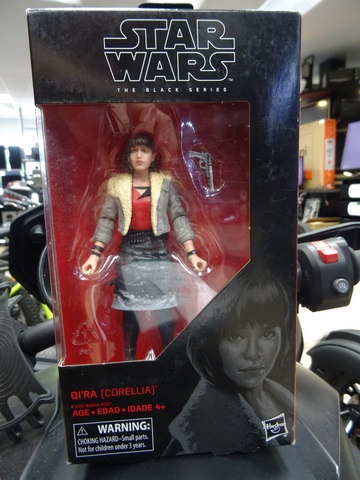 STAR
WARS
THE BLACK SERIES
QI'RA (CORELLIA)
AGE • EDAD • IDADE 4+
WARNING:
CHOKING HAZARD–Small parts.
Not for children under 3 years.
Hasbro